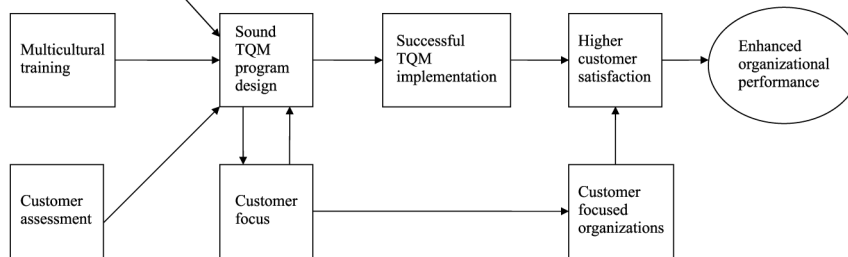 Multicultural
training
Sound
TQM
program
design
Successful
TQM
implementation
Higher
customer
satisfaction
Enhanced
organizational
performance
Customer
assessment
Customer
focus
Customer
focused
organizations